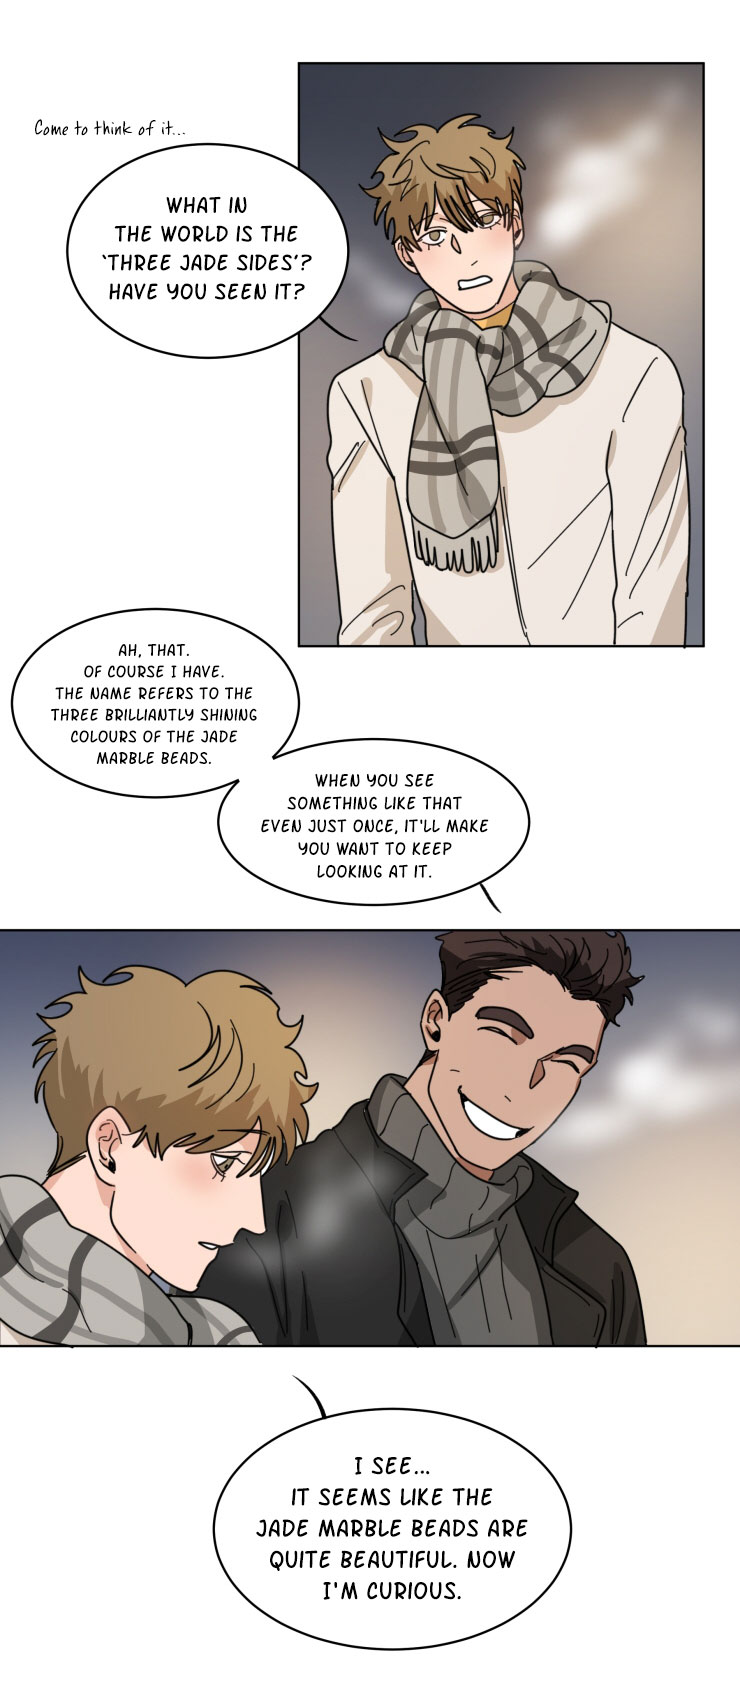 Come to think of it...
WHAT IN
THE WORLD IS THE
‘THREE JADE SIDES’?
HAVE YOU SEEN IT?
AH, THAT.
OF COURSE I HAVE.
THE NAME REFERS TO THE
THREE BRILLIANTLY SHINING
COLOURS OF THE JADE
MARBLE BEADS.
WHEN YOU SEE
SOMETHING LIKE THAT
EVEN JUST ONCE, IT'LL MAKE
YOU WANT TO KEEP
LOOKING AT IT.
I SEE...
IT SEEMS LIKE THE
JADE MARBLE BEADS ARE
QUITE BEAUTIFUL. NOW
I'M CURIOUS.